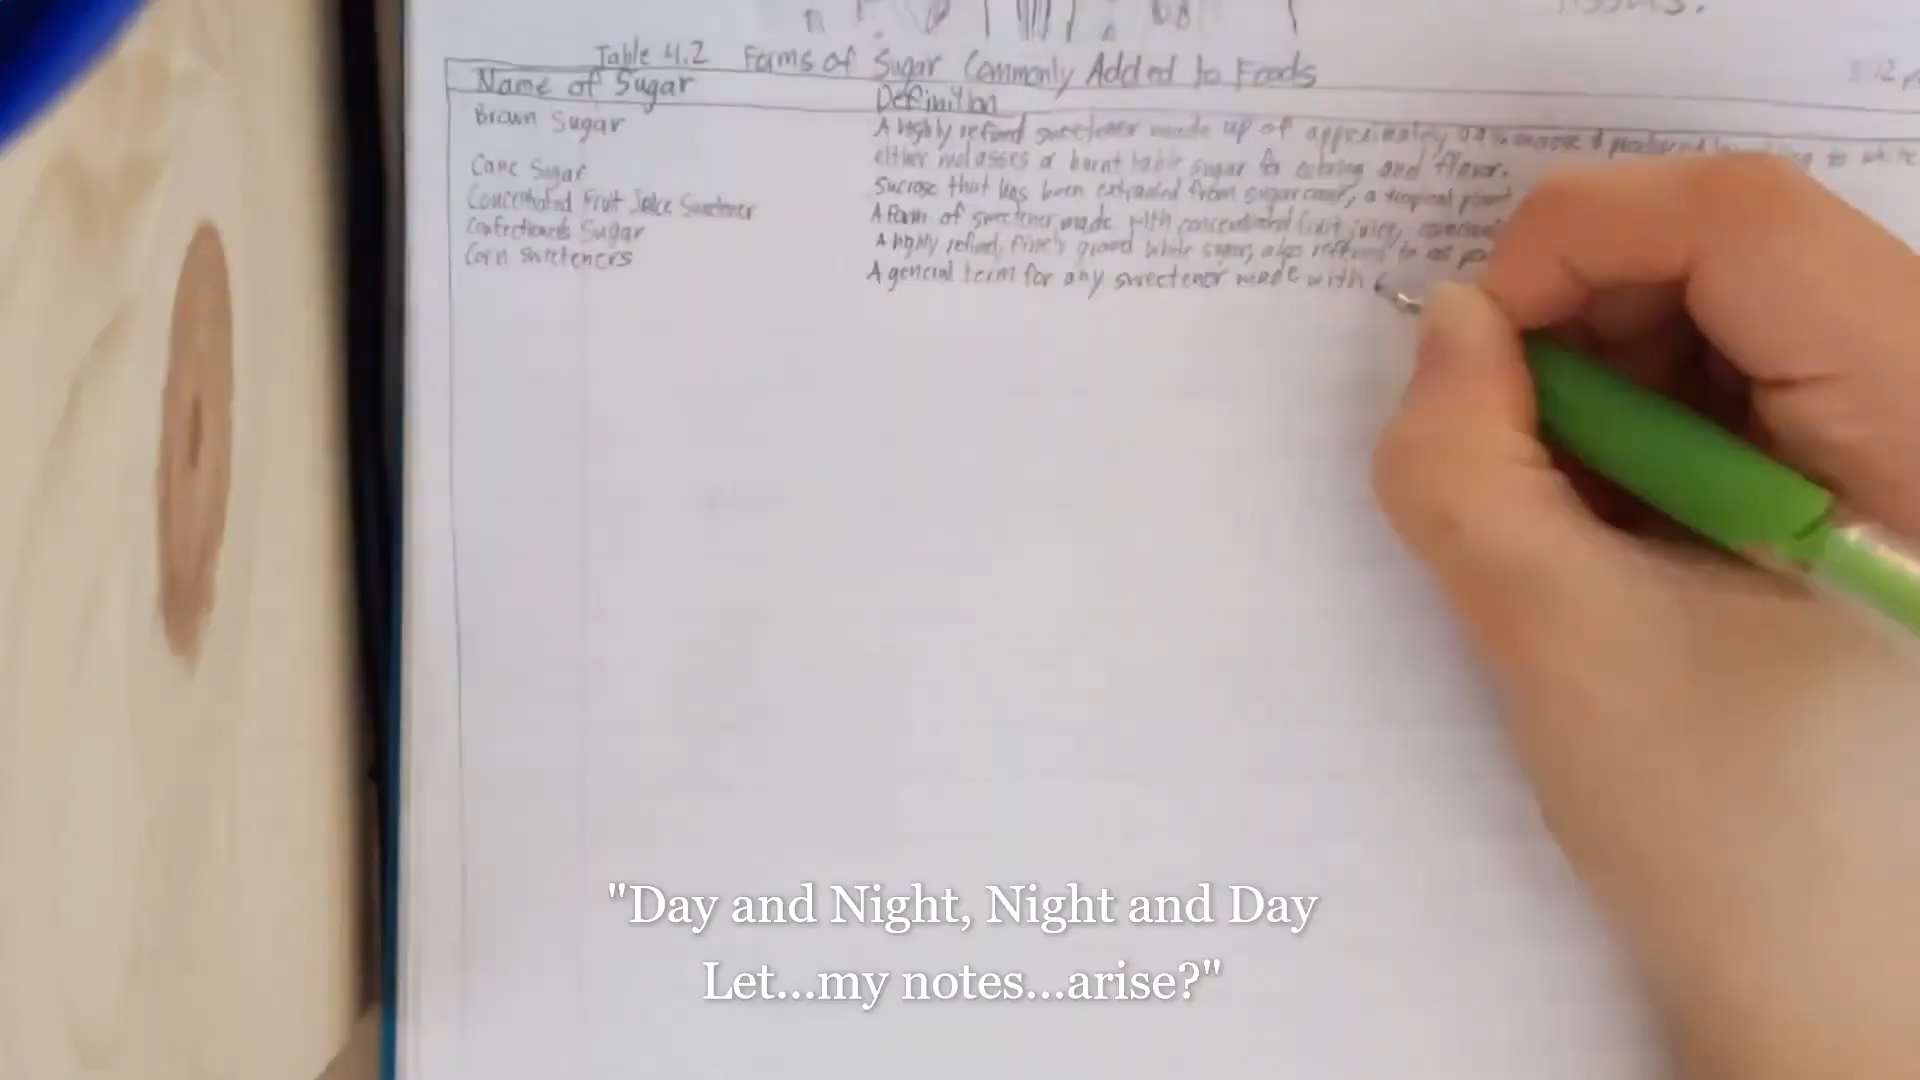 Table 4.2 Forms of Sugar Commonly Added to Foods
Name of Sugar
Definition
Brown Sugar
A highly refined sweetener made up of approximately
either molasses or burnt table sugar for coloring and flavor.
Cane Sugar
Sucrose that has been extracted from sugar cane, a tropical plant
Concentrated Fruit Juice Sweetener
A form of sweetener made with concentrated fruit juice,
Confectioner's Sugar
A highly refined, finely ground white sugar, also referred to as
Corn Sweeteners
A general term for any sweetener made with
"Day and Night, Night and Day
Let...my notes...arise?"